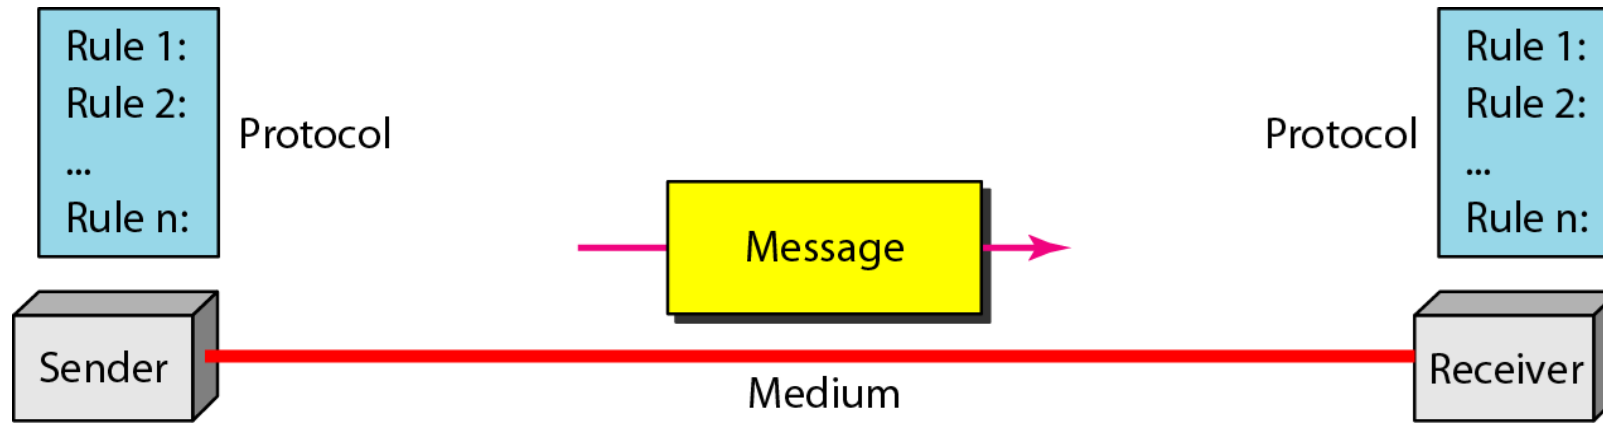 Rule 1:
Rule 2:
...
Rule n:
Protocol
Message
Protocol
Rule 1:
Rule 2:
...
Rule n:
Sender
Medium
Receiver